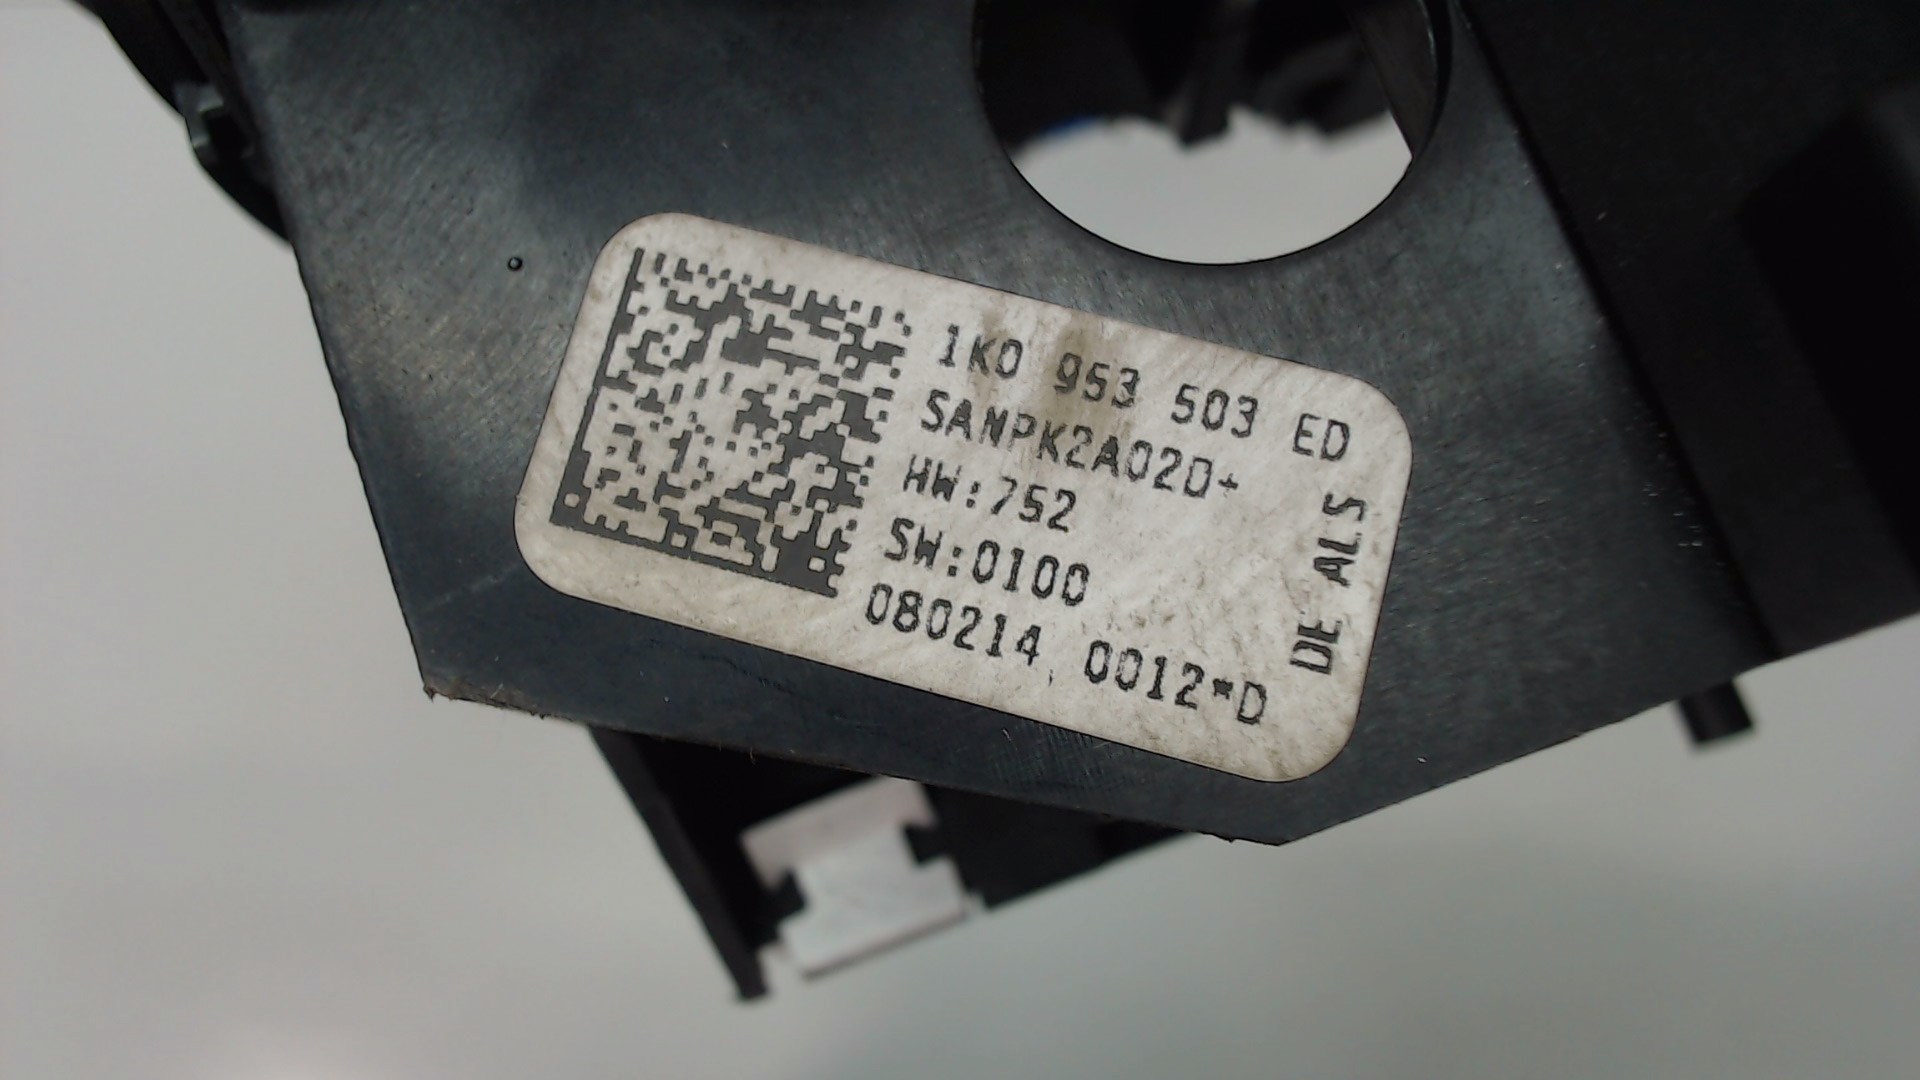 1K0 953 503 ED
SANPK2A020+
HW:752
SW:0100
080214 0012*D
DE ALS